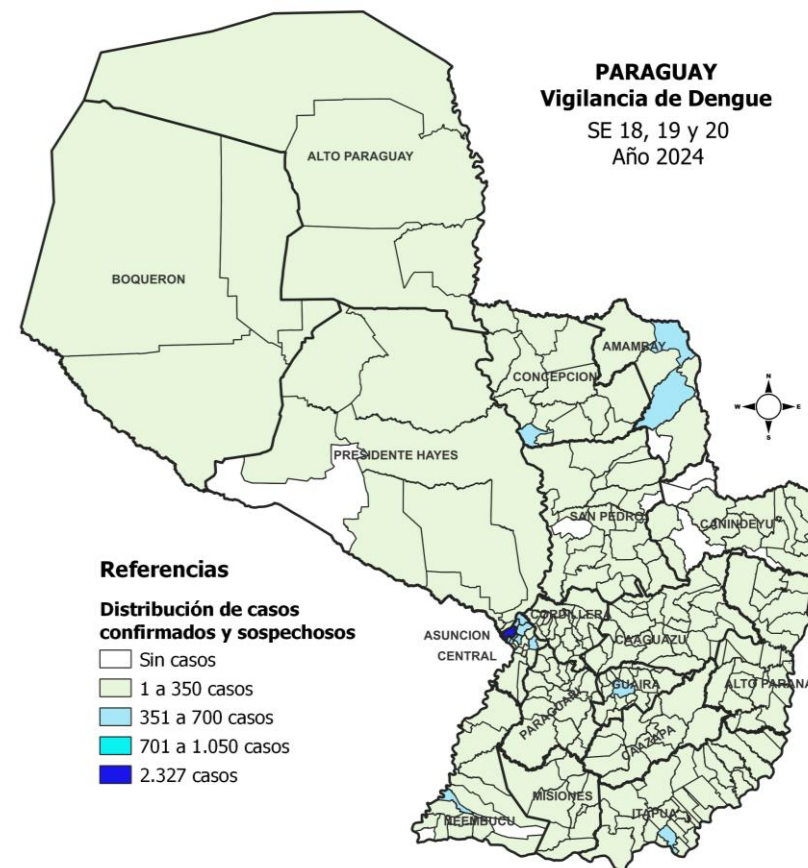 PARAGUAY
Vigilancia de Dengue
SE 18, 19 y 20
Año 2024
ALTO PARAGUAY
BOQUERON
AMAMBAY
CONCEPCION
N
W E
S
PRESIDENTE HAYES
SAN PEDRO
CANINDEYU
Referencias
Distribución de casos
confirmados y sospechosos
Sin casos
1 a 350 casos
351 a 700 casos
701 a 1.050 casos
2.327 casos
CORDILLERA
ASUNCION
CAAGUAZU
CENTRAL
GUAIRA
ALTO PARANA
PARAGUARI
CAAZAPA
MISIONES
ITAPUA
ÑEEMBUCU